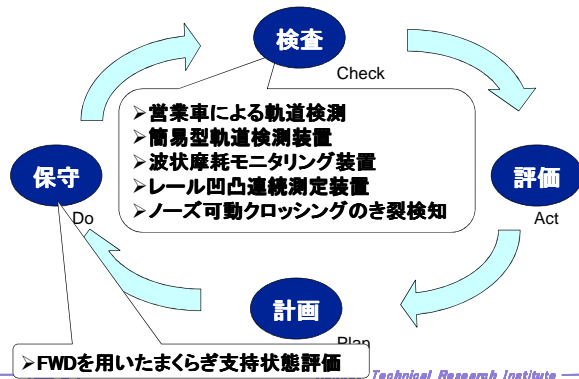 検査
Check
➢営業車による軌道検測
➢簡易型軌道検測装置
➢波状摩耗モニタリング装置
➢レール凹凸連続測定装置
➢ノーズ可動クロッシングのき裂検知
保守
Do
評価
Act
計画
Plan
➢FWDを用いたまくらぎ支持状態評価
Technical Research Institute